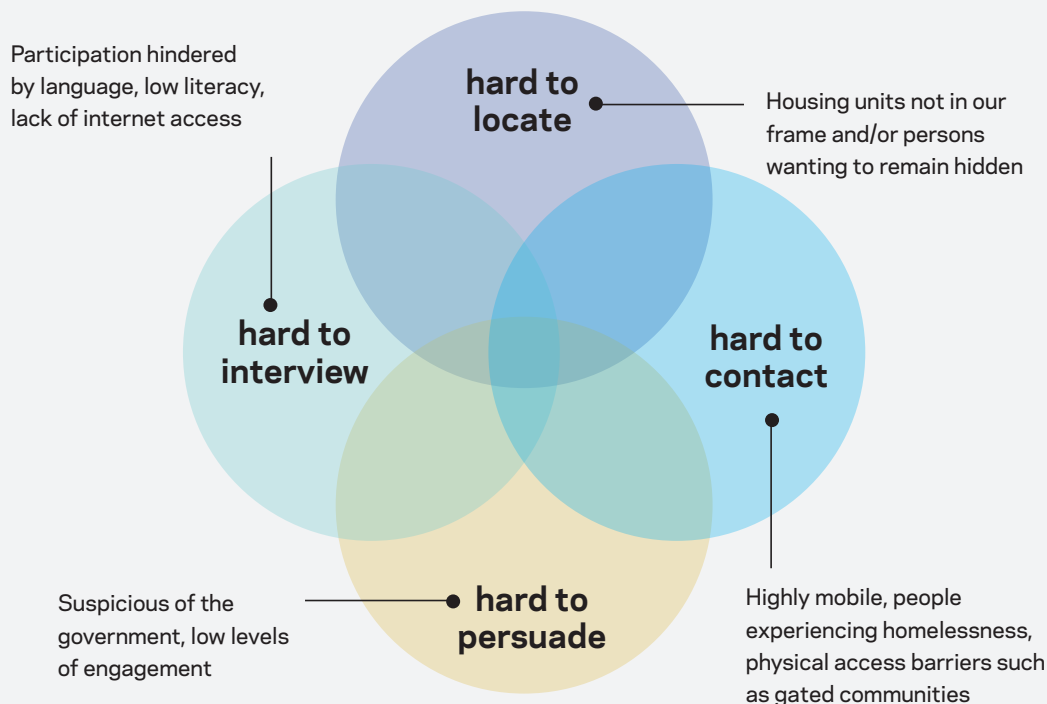 Participation hindered
by language, low literacy,
lack of internet access
hard to
locate
Housing units not in our
frame and/or persons
wanting to remain hidden
hard to
interview
hard to
contact
Suspicious of the
government, low levels
of engagement
hard to
persuade
Highly mobile, people
experiencing homelessness,
physical access barriers such
as gated communities